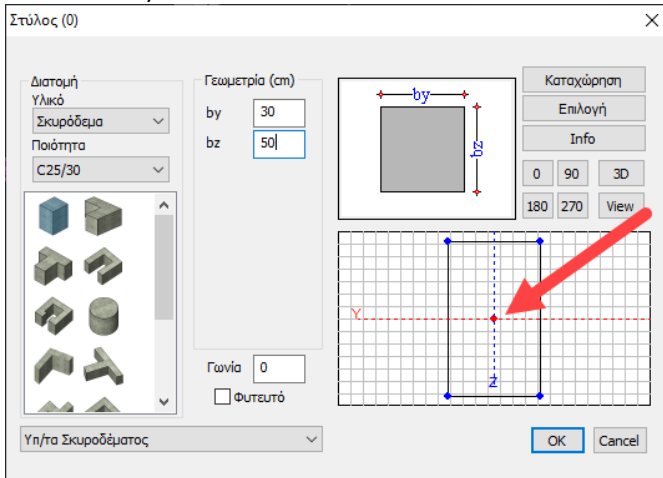 Στύλος (0)
Διατομή
Υλικό
Σκυρόδεμα
Ποιότητα
C25/30
Γεωμετρία (cm)
by 30
bz 50
Γωνία 0
Φυτευτό
by
bz
Καταχώρηση
Επιλογή
Info
0 90 3D
180 270 View
Y
Z
Υπ/τα Σκυροδέματος
OK Cancel